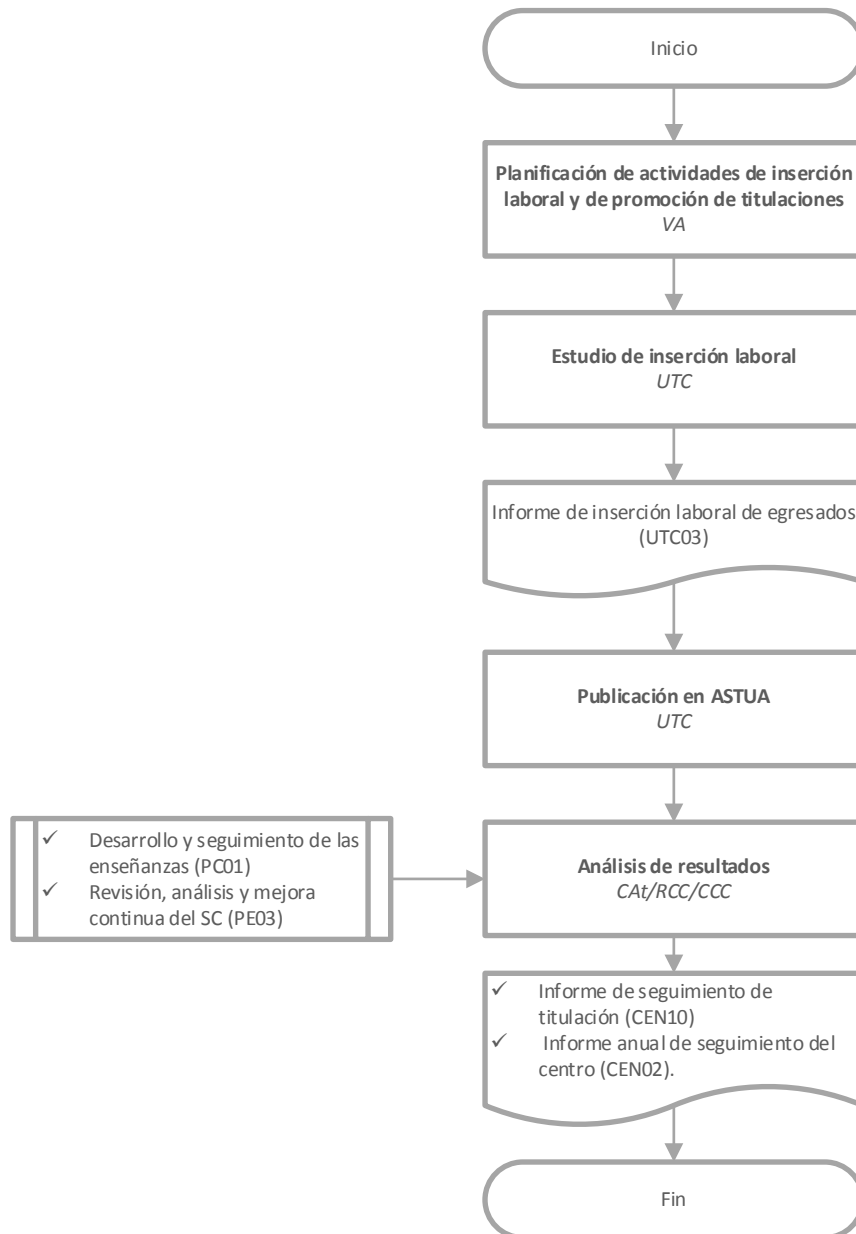 Inicio
Planificación de actividades de inserción
laboral y de promoción de titulaciones
VA
Estudio de inserción laboral
UTC
Informe de inserción laboral de egresados
(UTC03)
Publicación en ASTUA
UTC
✓ Desarrollo y seguimiento de las
enseñanzas (PC01)
✓ Revisión, análisis y mejora
continua del SC (PE03)
Análisis de resultados
CAt/RCC/CCC
✓ Informe de seguimiento de
titulación (CEN10)
✓ Informe anual de seguimiento del
centro (CEN02).
Fin